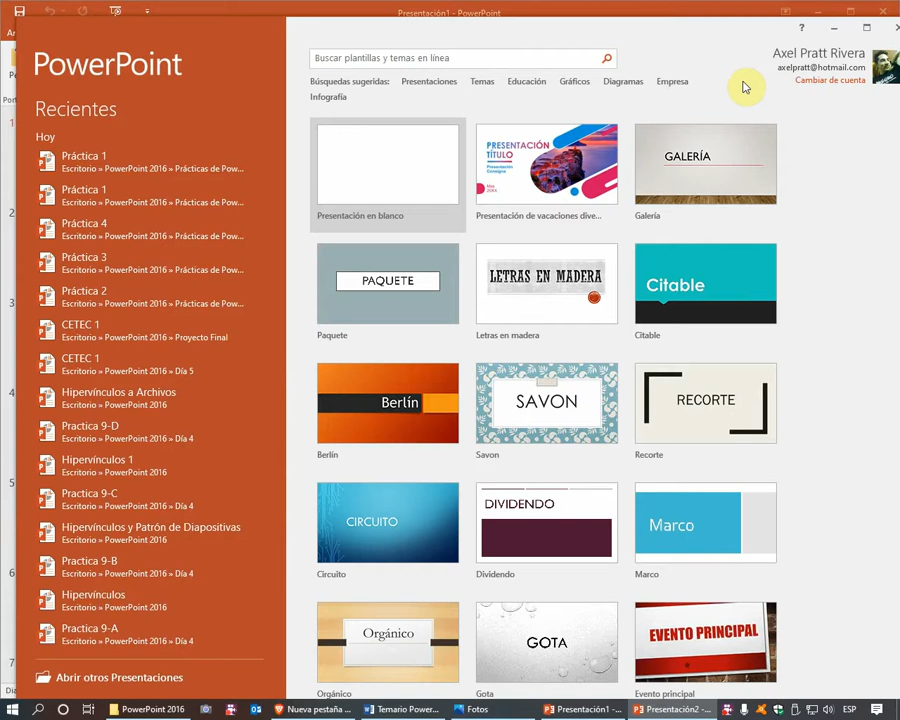 Presentación1 - PowerPoint
PowerPoint
Recientes
Hoy
Práctica 1
Escritorio » PowerPoint 2016 » Prácticas de Pow...
Práctica 1
Escritorio » PowerPoint 2016 » Prácticas de Pow...
Práctica 4
Escritorio » PowerPoint 2016 » Prácticas de Pow...
Práctica 3
Escritorio » PowerPoint 2016 » Prácticas de Pow...
Práctica 2
Escritorio » PowerPoint 2016 » Prácticas de Pow...
CETEC 1
Escritorio » PowerPoint 2016 » Proyecto Final
CETEC 1
Escritorio » PowerPoint 2016 » Día 5
Hipervínculos a Archivos
Escritorio » PowerPoint 2016
Practica 9-D
Escritorio » PowerPoint 2016 » Día 4
Hipervínculos 1
Escritorio » PowerPoint 2016
Practica 9-C
Escritorio » PowerPoint 2016 » Día 4
Hipervínculos y Patrón de Diapositivas
Escritorio » PowerPoint 2016
Practica 9-B
Escritorio » PowerPoint 2016 » Día 4
Hipervínculos
Escritorio » PowerPoint 2016
Practica 9-A
Escritorio » PowerPoint 2016 » Día 4
Abrir otros Presentaciones
Buscar plantillas y temas en línea
Axel Pratt Rivera
axelpratt@hotmail.com
Cambiar de cuenta
Búsquedas sugeridas: Presentaciones Temas Educación Gráficos Diagramas Empresa
Infografía
PRESENTACIÓN
TÍTULO
GALERÍA
Presentación en blanco
Presentación de vacaciones dive...
Galería
PAQUETE
LETRAS EN MADERA
Citable
Paquete
Letras en madera
Citable
Berlín
SAVON
RECORTE
Berlín
Savon
Recorte
CIRCUITO
DIVIDENDO
Marco
Circuito
Dividendo
Marco
Orgánico
GOTA
EVENTO PRINCIPAL
Orgánico
Gota
Evento principal
1
2
3
4
5
6
7
PowerPoint 2016
Nueva pestaña ...
Temario Power...
Fotos
Presentación1 -...
Presentación2 -...
ESP